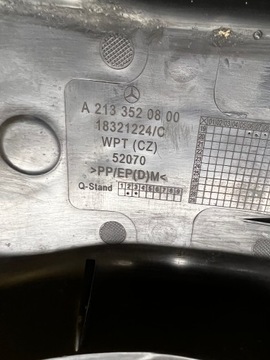 A 213 352 08 00
18321224/C
WPT (CZ)
52070
>PP/EP(D)M<
Q-Stand 1 2 3 4 5 6 7 8 9